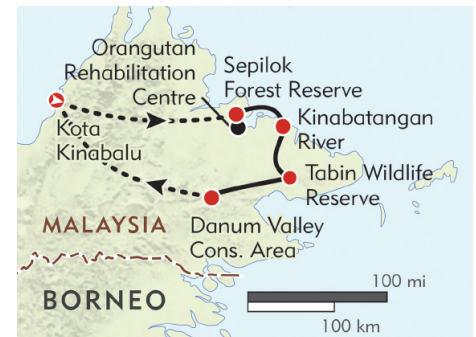 Orangutan
Rehabilitation
Centre
Sepilok
Forest Reserve
Kota
Kinabalu
Kinabatangan
River
Tabin Wildlife
Reserve
MALAYSIA
Danum Valley
Cons. Area
BORNEO
100 mi
100 km